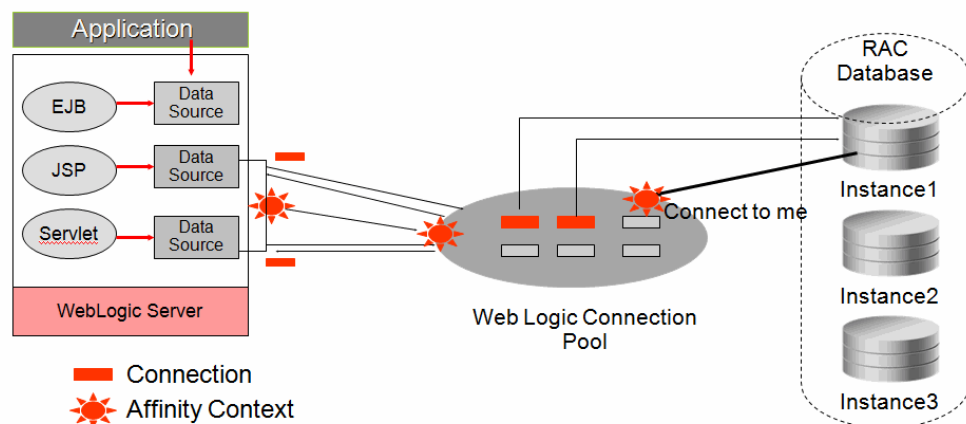 Application
EJB
Data
Source
JSP
Data
Source
Servlet
Data
Source
WebLogic Server
Connection
Affinity Context
Connect to me
Web Logic Connection
Pool
RAC
Database
Instance1
Instance2
Instance3